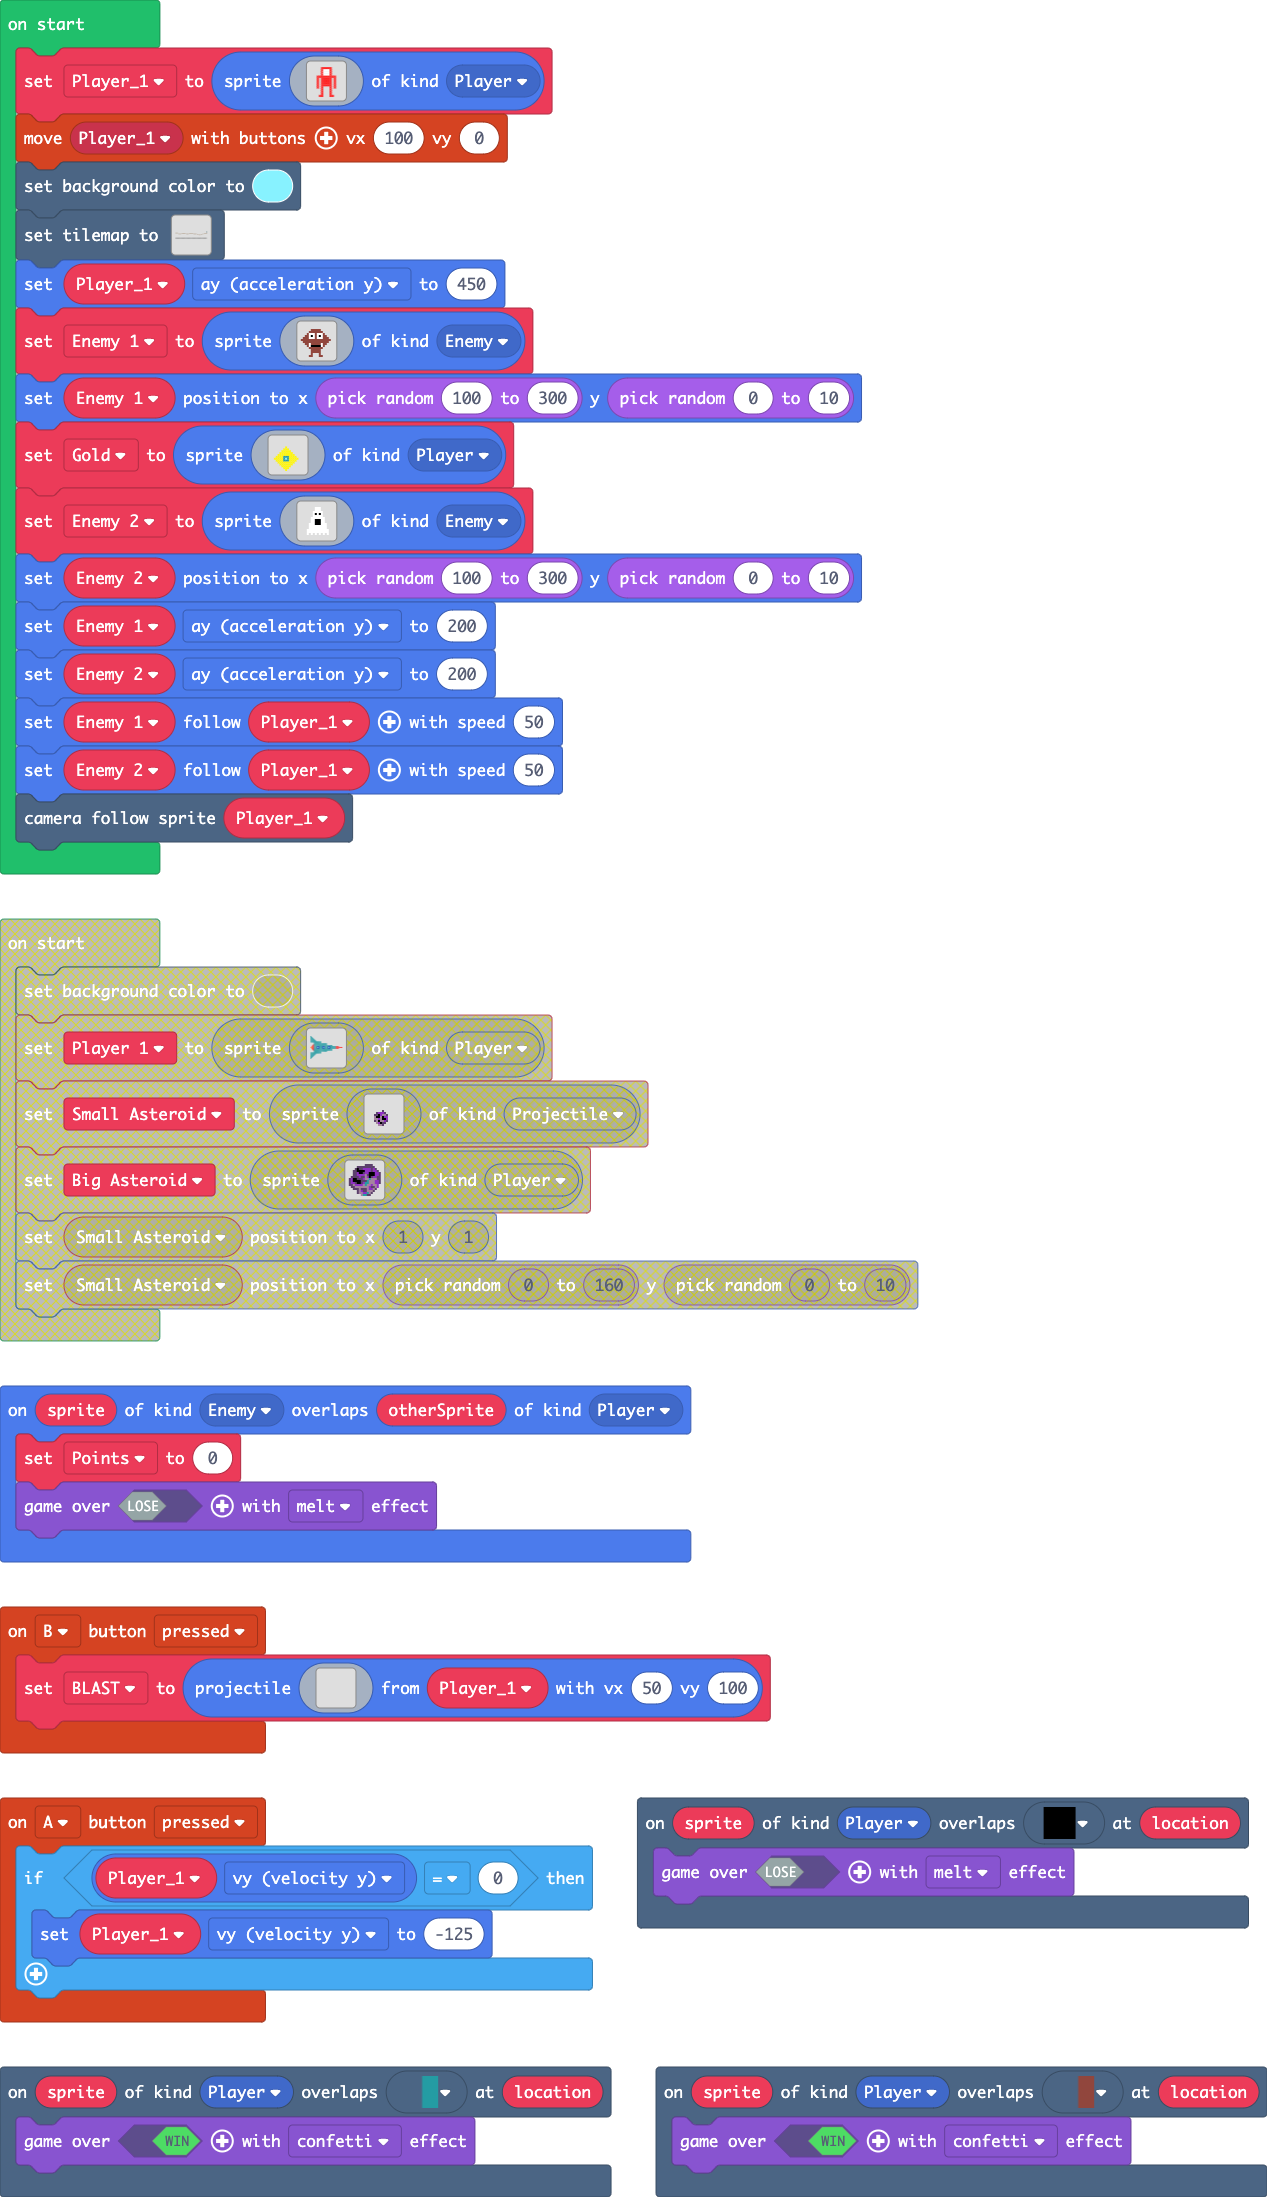 on start
set Player_1 to sprite of kind Player
move Player_1 with buttons vx 100 vy 0
set background color to
set tilemap to
set Player_1 ay (acceleration y) to 450
set Enemy 1 to sprite of kind Enemy
set Enemy 1 position to x pick random 100 to 300 y pick random 0 to 10
set Gold to sprite of kind Player
set Enemy 2 to sprite of kind Enemy
set Enemy 2 position to x pick random 100 to 300 y pick random 0 to 10
set Enemy 1 ay (acceleration y) to 200
set Enemy 2 ay (acceleration y) to 200
set Enemy 1 follow Player_1 with speed 50
set Enemy 2 follow Player_1 with speed 50
camera follow sprite Player_1
on start
set background color to
set Player 1 to sprite of kind Player
set Small Asteroid to sprite of kind Projectile
set Big Asteroid to sprite of kind Player
set Small Asteroid position to x 1 y 1
set Small Asteroid position to x pick random 0 to 160 y pick random 0 to 10
on sprite of kind Enemy overlaps otherSprite of kind Player
set Points to 0
game over LOSE with melt effect
on B button pressed
set BLAST to projectile from Player_1 with vx 50 vy 100
on A button pressed
if Player_1 vy (velocity y) = 0 then
set Player_1 vy (velocity y) to -125
on sprite of kind Player overlaps at location
game over LOSE with melt effect
on sprite of kind Player overlaps at location
game over WIN with confetti effect
on sprite of kind Player overlaps at location
game over WIN with confetti effect